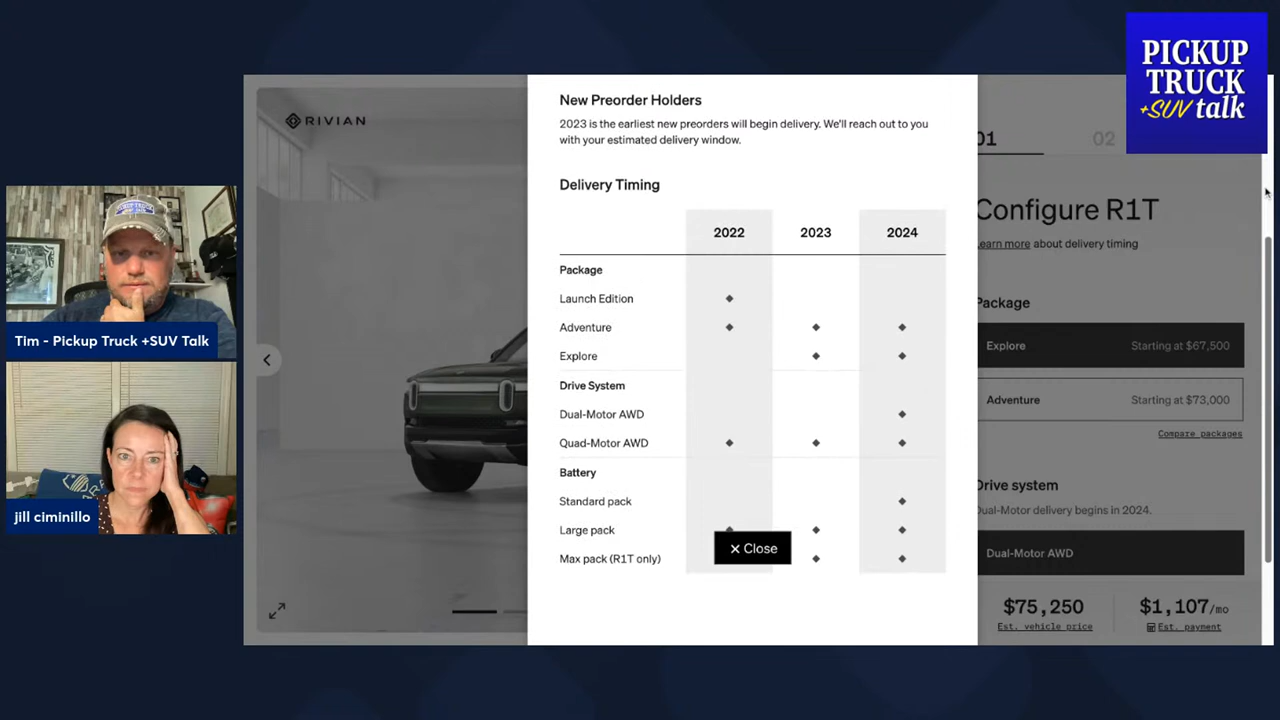 PICKUP
TRUCK
+SUV talk
RIVIAN
New Preorder Holders
2023 is the earliest new preorders will begin delivery. We'll reach out to you
with your estimated delivery window.
Delivery Timing
2022 2023 2024
Package
Launch Edition
Adventure
Explore
Drive System
Dual-Motor AWD
Quad-Motor AWD
Battery
Standard pack
Large pack
Max pack (R1T only)
× Close
01 02
Configure R1T
Learn more about delivery timing
Package
Explore Starting at $67,500
Adventure Starting at $73,000
Compare packages
Drive system
Dual-Motor delivery begins in 2024.
Dual-Motor AWD
$75,250 $1,107/mo
Est. vehicle price Est. payment
Tim - Pickup Truck +SUV Talk
jill ciminillo